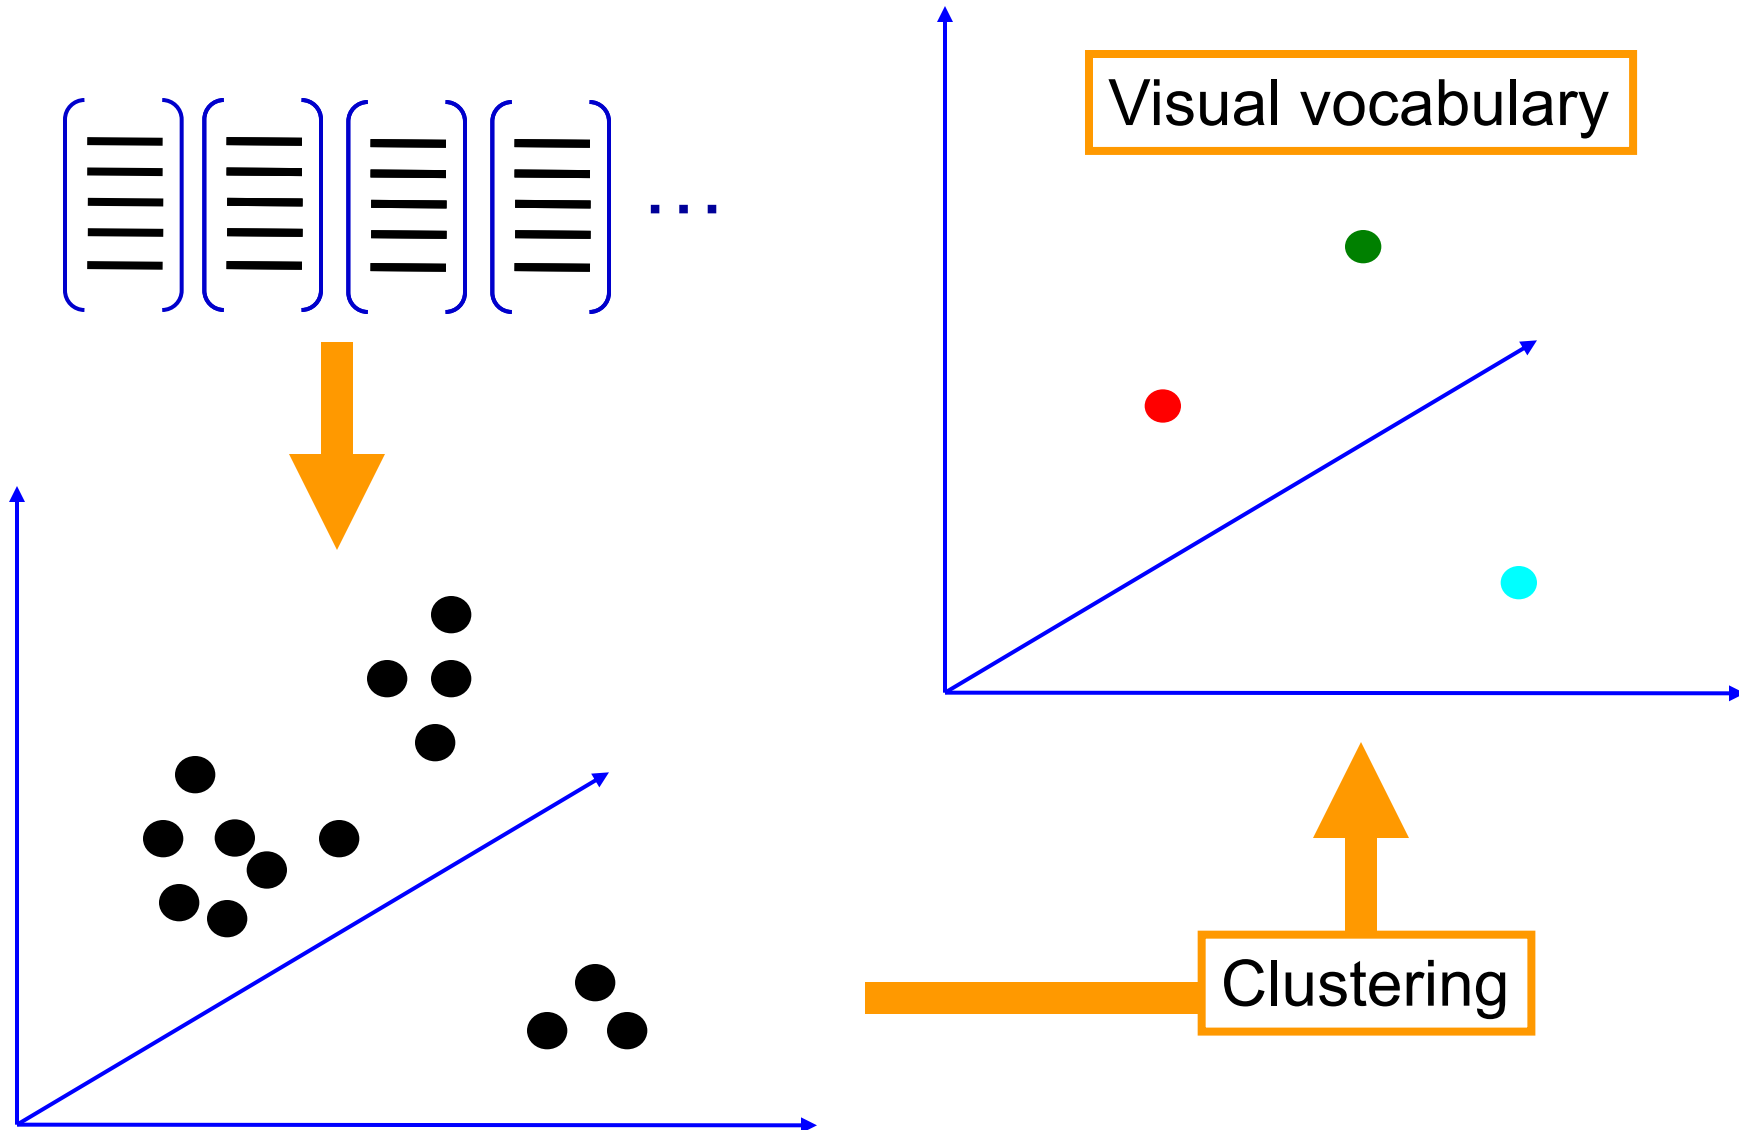 . . .
Visual vocabulary
Clustering